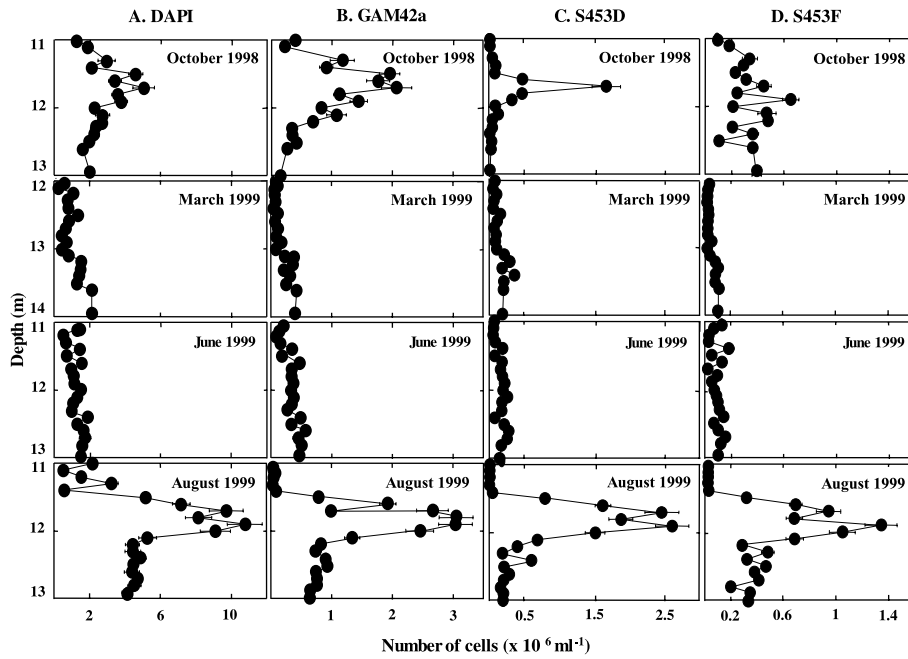 A. DAPI B. GAM42a C. S453D D. S453F
11 October 1998 October 1998 October 1998 October 1998
12
13
12 March 1999 March 1999 March 1999 March 1999
13
14
11 June 1999 June 1999 June 1999 June 1999
12
13
11 August 1999 August 1999 August 1999 August 1999
12
13
Depth (m)
2 6 10 1 2 3 0 1.5 3.0 0.2 0.6 1 1.4
Number of cells (x 10 6 ml-1)